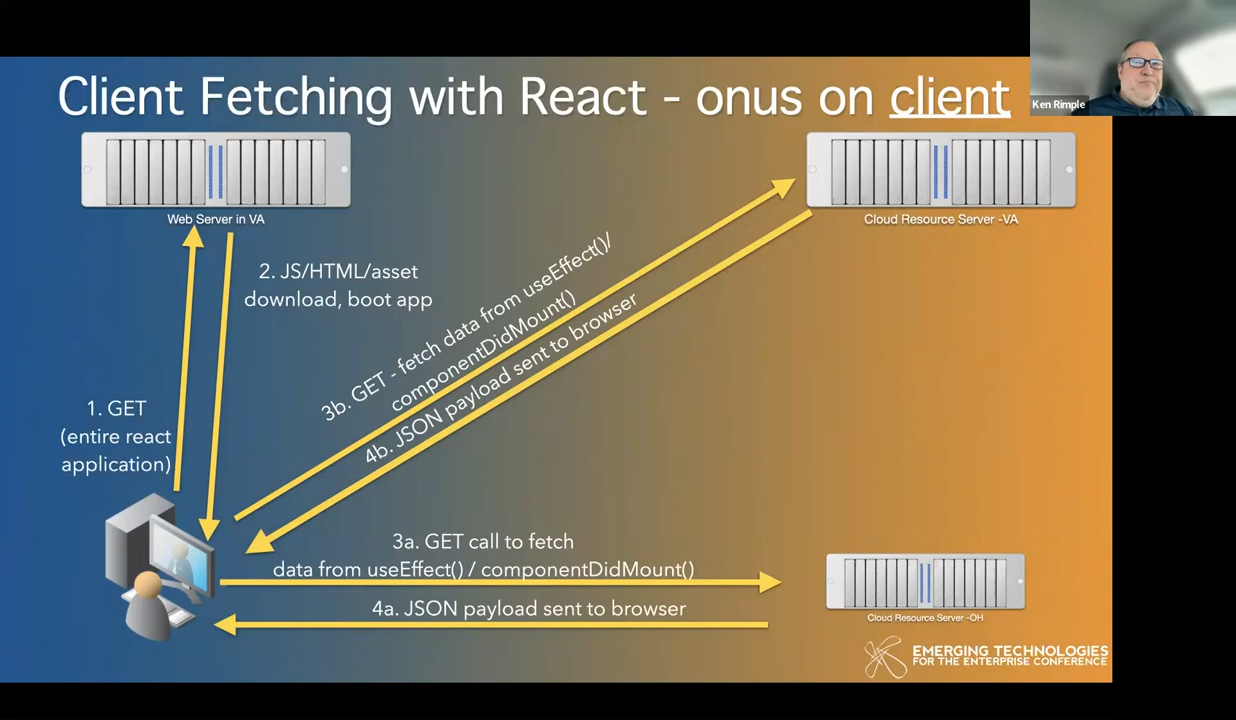 Client Fetching with React - onus on client
Ken Rimple
Web Server in VA
Cloud Resource Server -VA
2. JS/HTML/asset
download, boot app
3b. GET - fetch data from useEffect()/
componentDidMount()
4b. JSON payload sent to browser
1. GET
(entire react
application)
3a. GET call to fetch
data from useEffect() / componentDidMount()
4a. JSON payload sent to browser
Cloud Resource Server -OH
EMERGING TECHNOLOGIES
FOR THE ENTERPRISE CONFERENCE